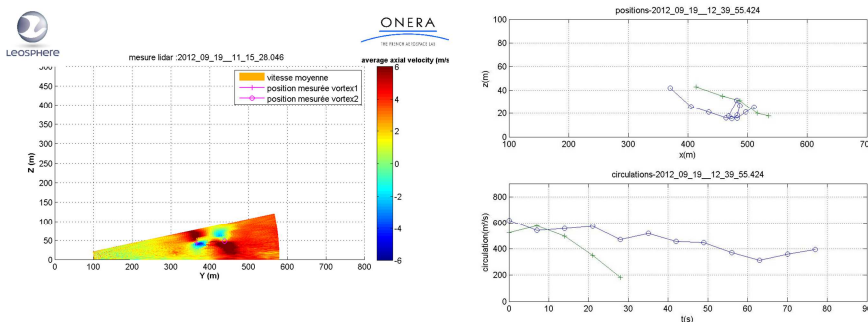 LEOSPHERE
ONERA
THE FRENCH AEROSPACE LAB
mesure lidar :2012_09_19__11_15_28.046
average axial velocity (m/s
vitesse moyenne
position mesurée vortex1
position mesurée vortex2
500
450
400
350
300
250
200
150
100
50
0
Z (m)
0 100 200 300 400 500 600 700 800
Y (m)
6
4
2
0
-2
-4
-6
positions-2012_09_19__12_39_55.424
100
80
60
40
20
0
z(m)
100 200 300 400 500 600 700
x(m)
circulations-2012_09_19__12_39_55.424
800
600
400
200
0
circulation(m²/s)
0 10 20 30 40 50 60 70 80 90
t(s)